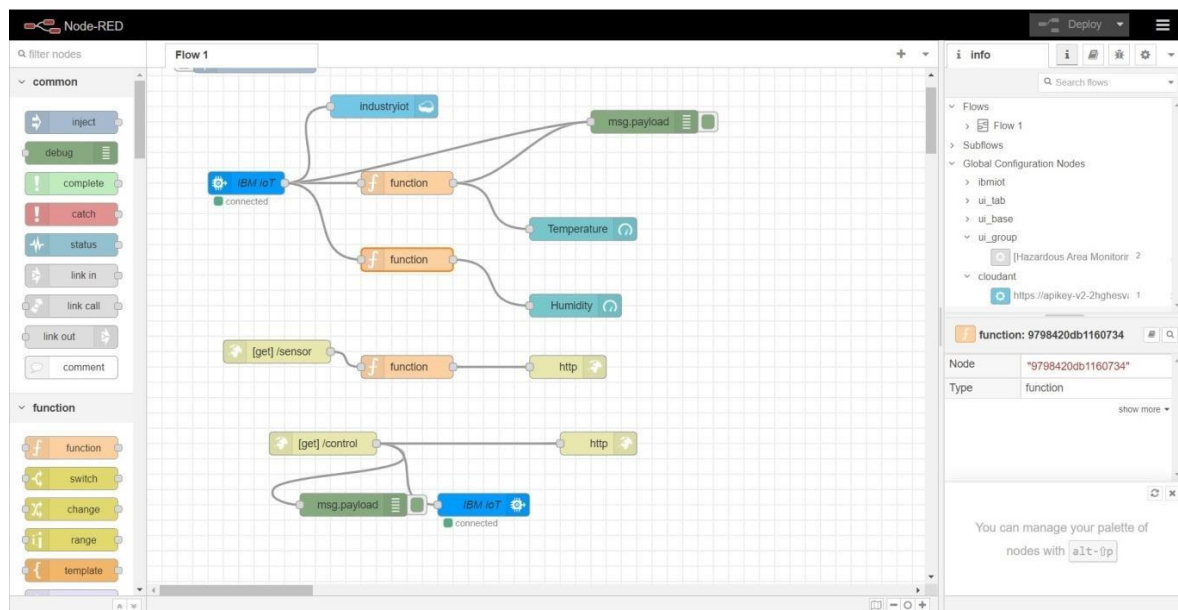 Node-RED
Deploy
filter nodes
common
inject
debug
complete
catch
status
link in
link call
link out
comment
function
function
switch
change
range
template
Flow 1
industryiot
msg.payload
IBM IoT
connected
function
Temperature
function
Humidity
[get] /sensor
function
http
[get] /control
http
msg.payload
IBM IoT
connected
i info
i
Search flows
Flows
Flow 1
Subflows
Global Configuration Nodes
ibmiot
ui_tab
ui_base
ui_group
[Hazardous Area Monitorir 2
cloudant
https://apikey-v2-2hghesv 1
function: 9798420db1160734
Node "9798420db1160734"
Type function
show more
You can manage your palette of
nodes with alt-⇧p